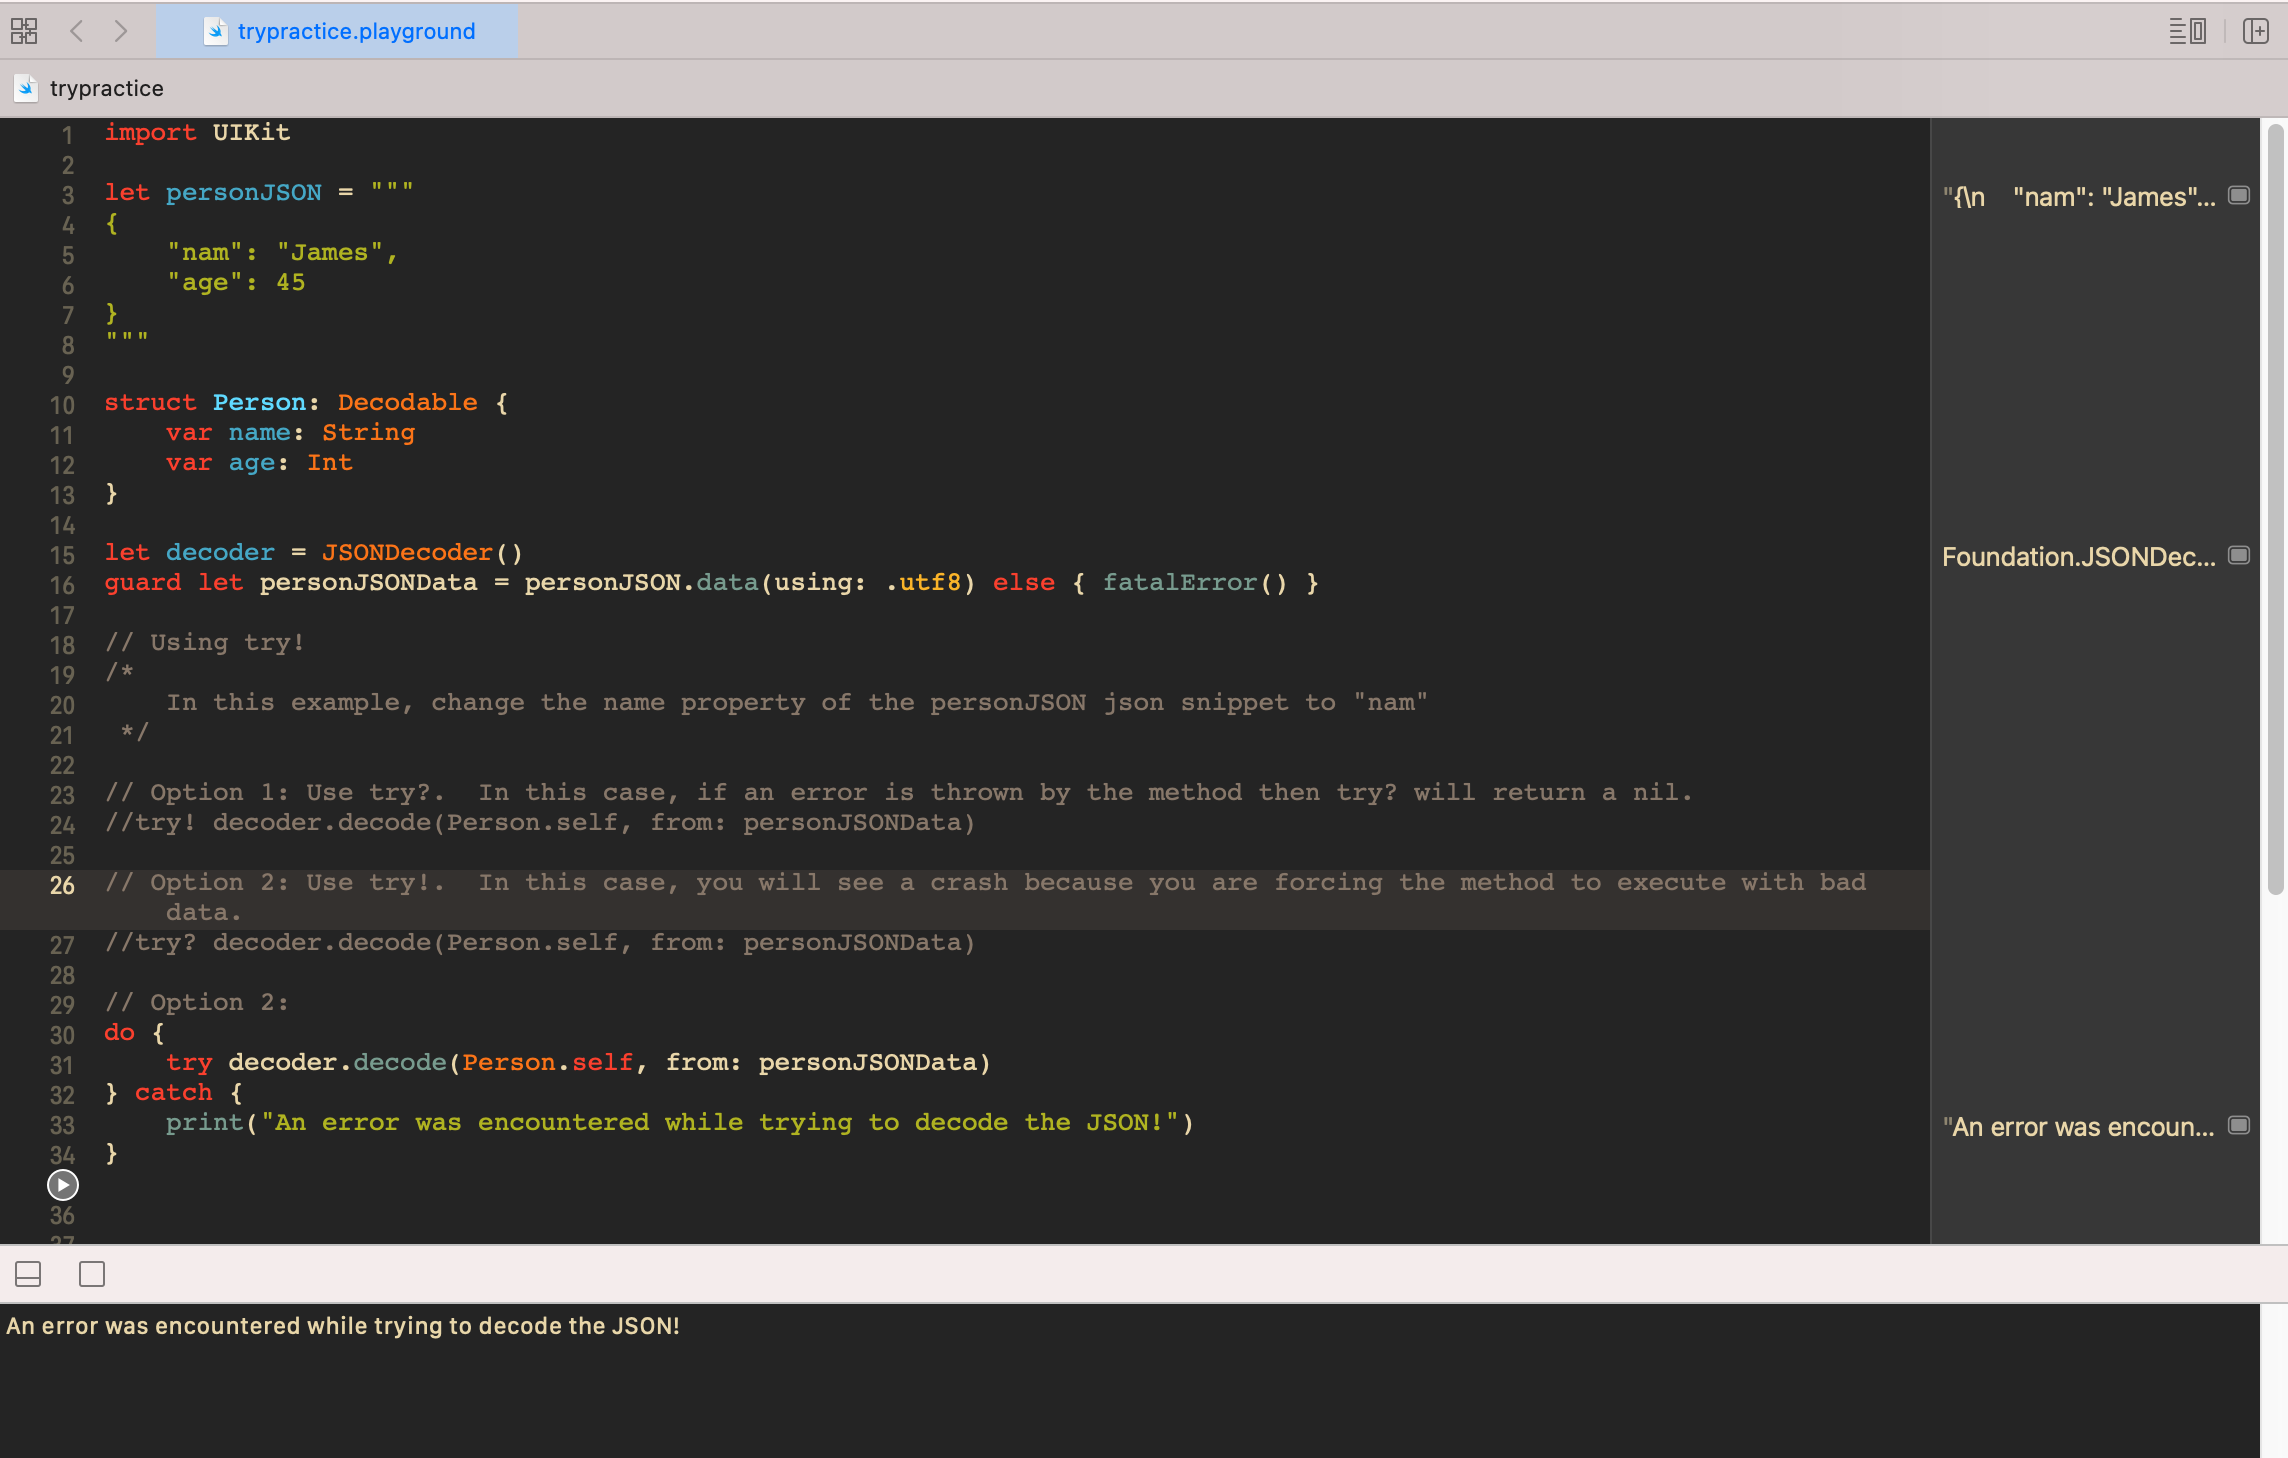 trypractice.playground
trypractice
1 import UIKit
2
3 let personJSON = """
"{\n    "nam": "James"...
4 {
5     "nam": "James",
6     "age": 45
7 }
8 """
9
10 struct Person: Decodable {
11     var name: String
12     var age: Int
13 }
14
15 let decoder = JSONDecoder()
Foundation.JSONDec...
16 guard let personJSONData = personJSON.data(using: .utf8) else { fatalError() }
17
18 // Using try!
19 /*
20     In this example, change the name property of the personJSON json snippet to "nam"
21  */
22
23 // Option 1: Use try?.  In this case, if an error is thrown by the method then try? will return a nil.
24 //try! decoder.decode(Person.self, from: personJSONData)
25
26 // Option 2: Use try!.  In this case, you will see a crash because you are forcing the method to execute with bad
data.
27 //try? decoder.decode(Person.self, from: personJSONData)
28
29 // Option 2:
30 do {
31     try decoder.decode(Person.self, from: personJSONData)
32 } catch {
33     print("An error was encountered while trying to decode the JSON!")
"An error was encoun...
34 }
36
37
An error was encountered while trying to decode the JSON!